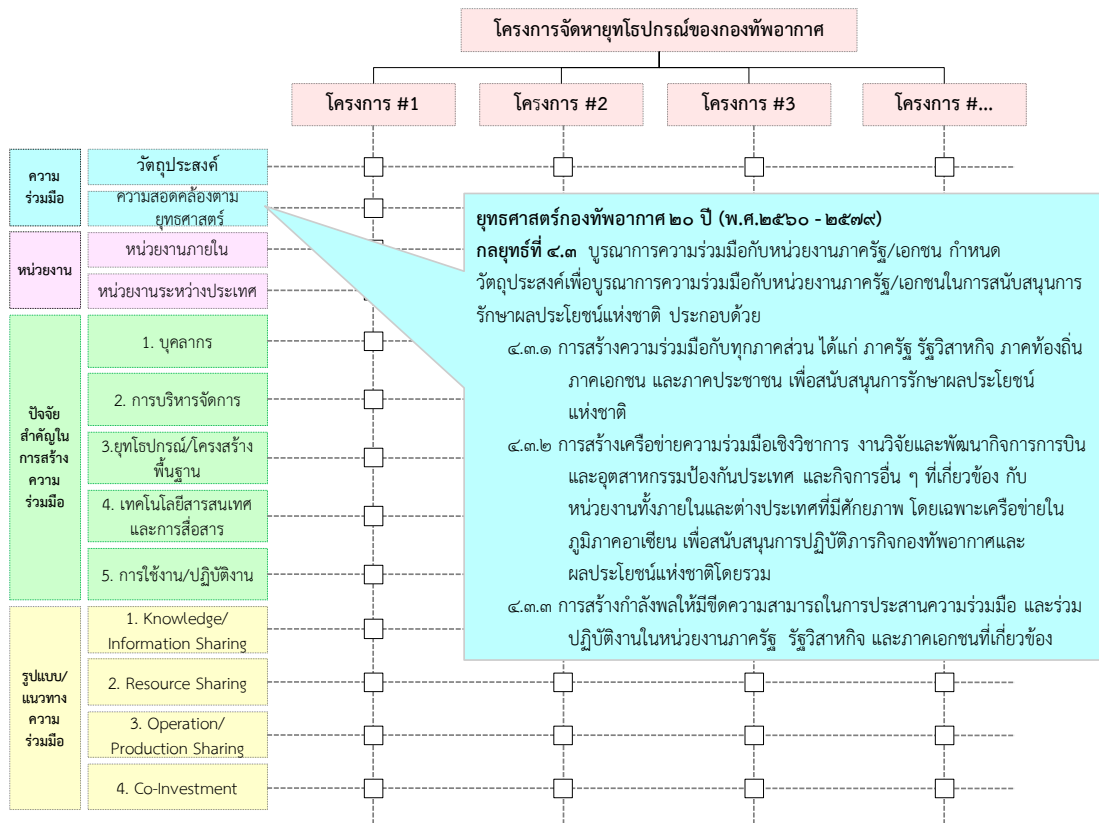 โครงการจัดหายุทโธปกรณ์ของกองทัพอากาศ
โครงการ #1
โครงการ #2
โครงการ #3
โครงการ #...
ความ
ร่วมมือ
วัตถุประสงค์
ความสอดคล้องตาม
ยุทธศาสตร์
หน่วยงาน
หน่วยงานภายใน
หน่วยงานระหว่างประเทศ
ปัจจัย
สำคัญใน
การสร้าง
ความ
ร่วมมือ
1. บุคลากร
2. การบริหารจัดการ
3.ยุทโธปกรณ์/โครงสร้าง
พื้นฐาน
4. เทคโนโลยีสารสนเทศ
และการสื่อสาร
5. การใช้งาน/ปฏิบัติงาน
รูปแบบ/
แนวทาง
ความ
ร่วมมือ
1. Knowledge/
Information Sharing
2. Resource Sharing
3. Operation/
Production Sharing
4. Co-Investment
ยุทธศาสตร์กองทัพอากาศ ๒๐ ปี (พ.ศ.๒๕๖๐ - ๒๕๗๙)
กลยุทธ์ที่ ๔.๓ บูรณาการความร่วมมือกับหน่วยงานภาครัฐ/เอกชน กำหนด
วัตถุประสงค์เพื่อบูรณาการความร่วมมือกับหน่วยงานภาครัฐ/เอกชนในการสนับสนุนการ
รักษาผลประโยชน์แห่งชาติ ประกอบด้วย
๔.๓.๑ การสร้างความร่วมมือกับทุกภาคส่วน ได้แก่ ภาครัฐ รัฐวิสาหกิจ ภาคท้องถิ่น
ภาคเอกชน และภาคประชาชน เพื่อสนับสนุนการรักษาผลประโยชน์
แห่งชาติ
๔.๓.๒ การสร้างเครือข่ายความร่วมมือเชิงวิชาการ งานวิจัยและพัฒนากิจการการบิน
และอุตสาหกรรมป้องกันประเทศ และกิจการอื่น ๆ ที่เกี่ยวข้อง กับ
หน่วยงานทั้งภายในและต่างประเทศที่มีศักยภาพ โดยเฉพาะเครือข่ายใน
ภูมิภาคอาเซียน เพื่อสนับสนุนการปฏิบัติภารกิจกองทัพอากาศและ
ผลประโยชน์แห่งชาติโดยรวม
๔.๓.๓ การสร้างกำลังพลให้มีขีดความสามารถในการประสานความร่วมมือ และร่วม
ปฏิบัติงานในหน่วยงานภาครัฐ รัฐวิสาหกิจ และภาคเอกชนที่เกี่ยวข้อง